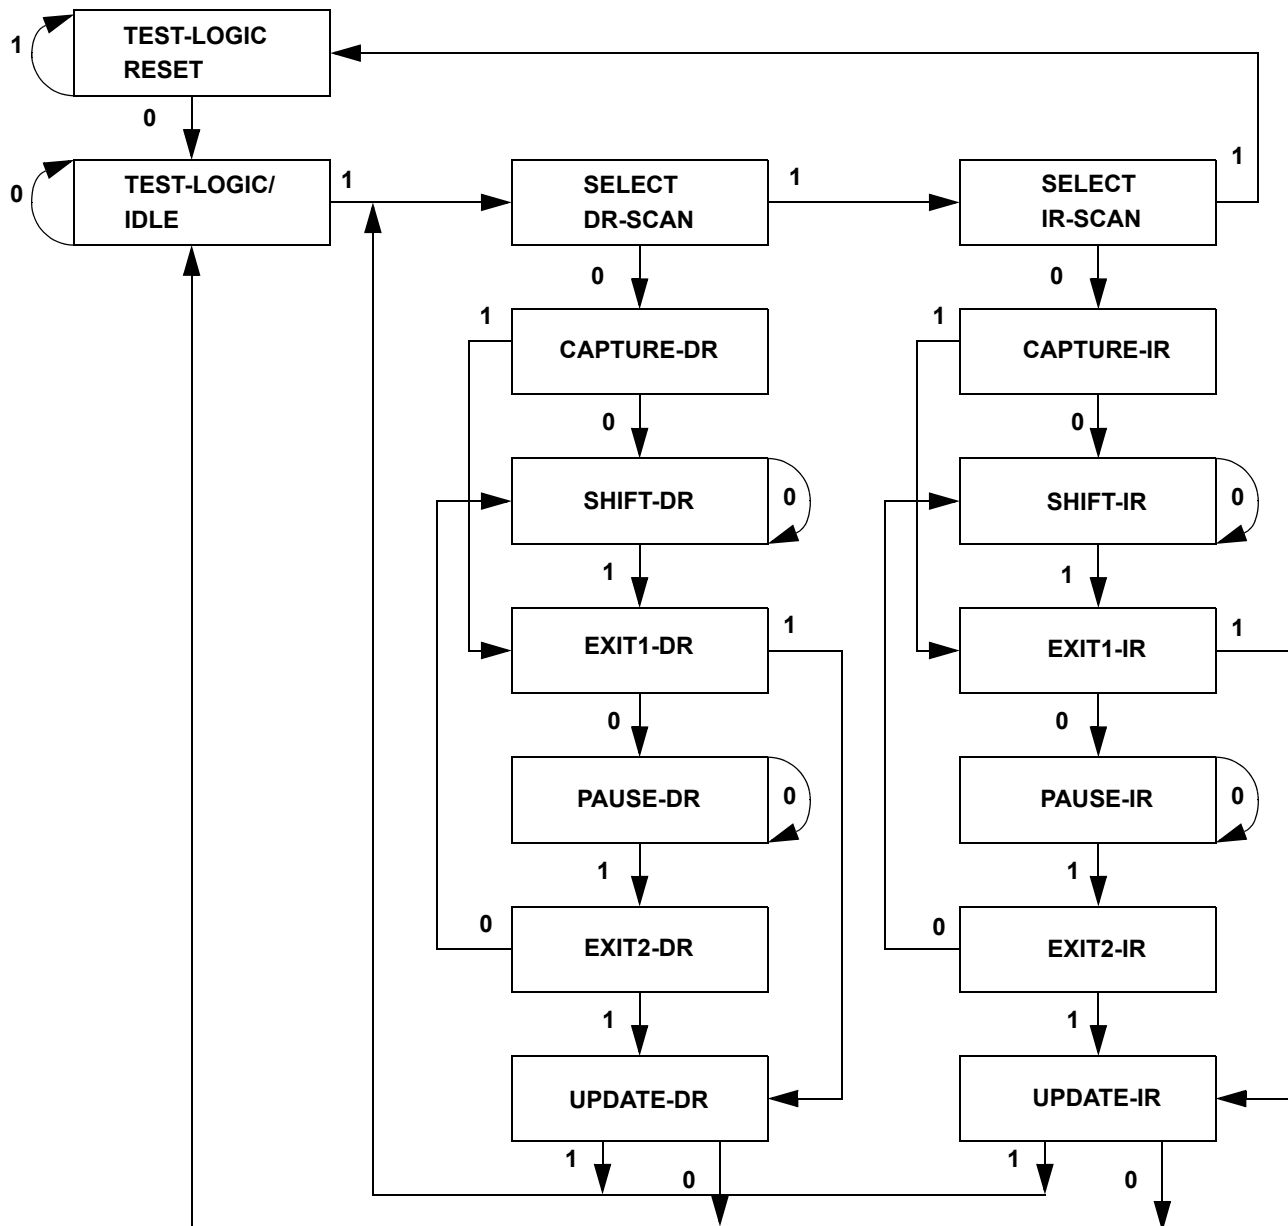 1
TEST-LOGIC
RESET
0
0
TEST-LOGIC/
IDLE
1
SELECT
DR-SCAN
1
SELECT
IR-SCAN
1
0
0
1
CAPTURE-DR
1
CAPTURE-IR
0
0
SHIFT-DR
0
SHIFT-IR
0
1
1
EXIT1-DR
1
EXIT1-IR
1
0
0
PAUSE-DR
0
PAUSE-IR
0
1
1
0
EXIT2-DR
0
EXIT2-IR
1
1
UPDATE-DR
UPDATE-IR
1
0
1
0